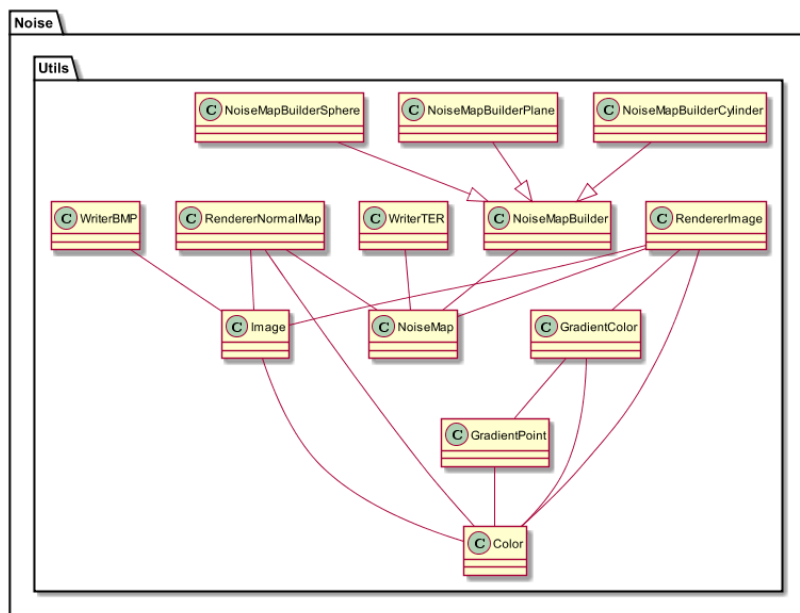 Noise
Utils
C NoiseMapBuilderSphere
C NoiseMapBuilderPlane
C NoiseMapBuilderCylinder
C WriterBMP
C RendererNormalMap
C WriterTER
C NoiseMapBuilder
C RendererImage
C Image
C NoiseMap
C GradientColor
C GradientPoint
C Color